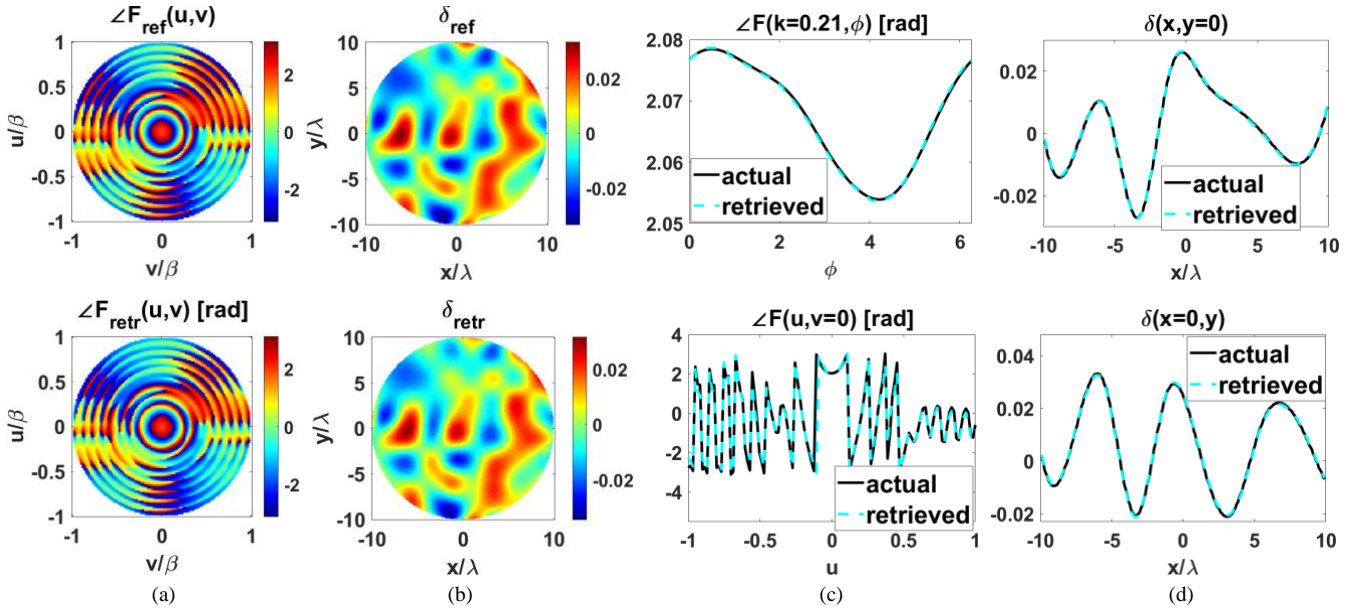 ∠F_ref(u,v)
1
0.5
0
-0.5
-1
u/β
-1 0 1
v/β
2
0
-2
δ_ref
10
5
0
-5
-10
y/λ
-10 0 10
x/λ
0.02
0
-0.02
∠F(k=0.21,ϕ) [rad]
2.08
2.07
2.06
2.05
actual
retrieved
0 2 4 6
ϕ
δ(x,y=0)
0.02
0
-0.02
actual
retrieved
-10 -5 0 5 10
x/λ
∠F_retr(u,v) [rad]
1
0.5
0
-0.5
-1
u/β
-1 0 1
v/β
2
0
-2
δ_retr
10
5
0
-5
-10
y/λ
-10 0 10
x/λ
0.02
0
-0.02
∠F(u,v=0) [rad]
4
2
0
-2
-4
actual
retrieved
-1 -0.5 0 0.5 1
u
δ(x=0,y)
0.04
0.02
0
-0.02
actual
retrieved
-10 -5 0 5 10
x/λ
(a) (b) (c) (d)